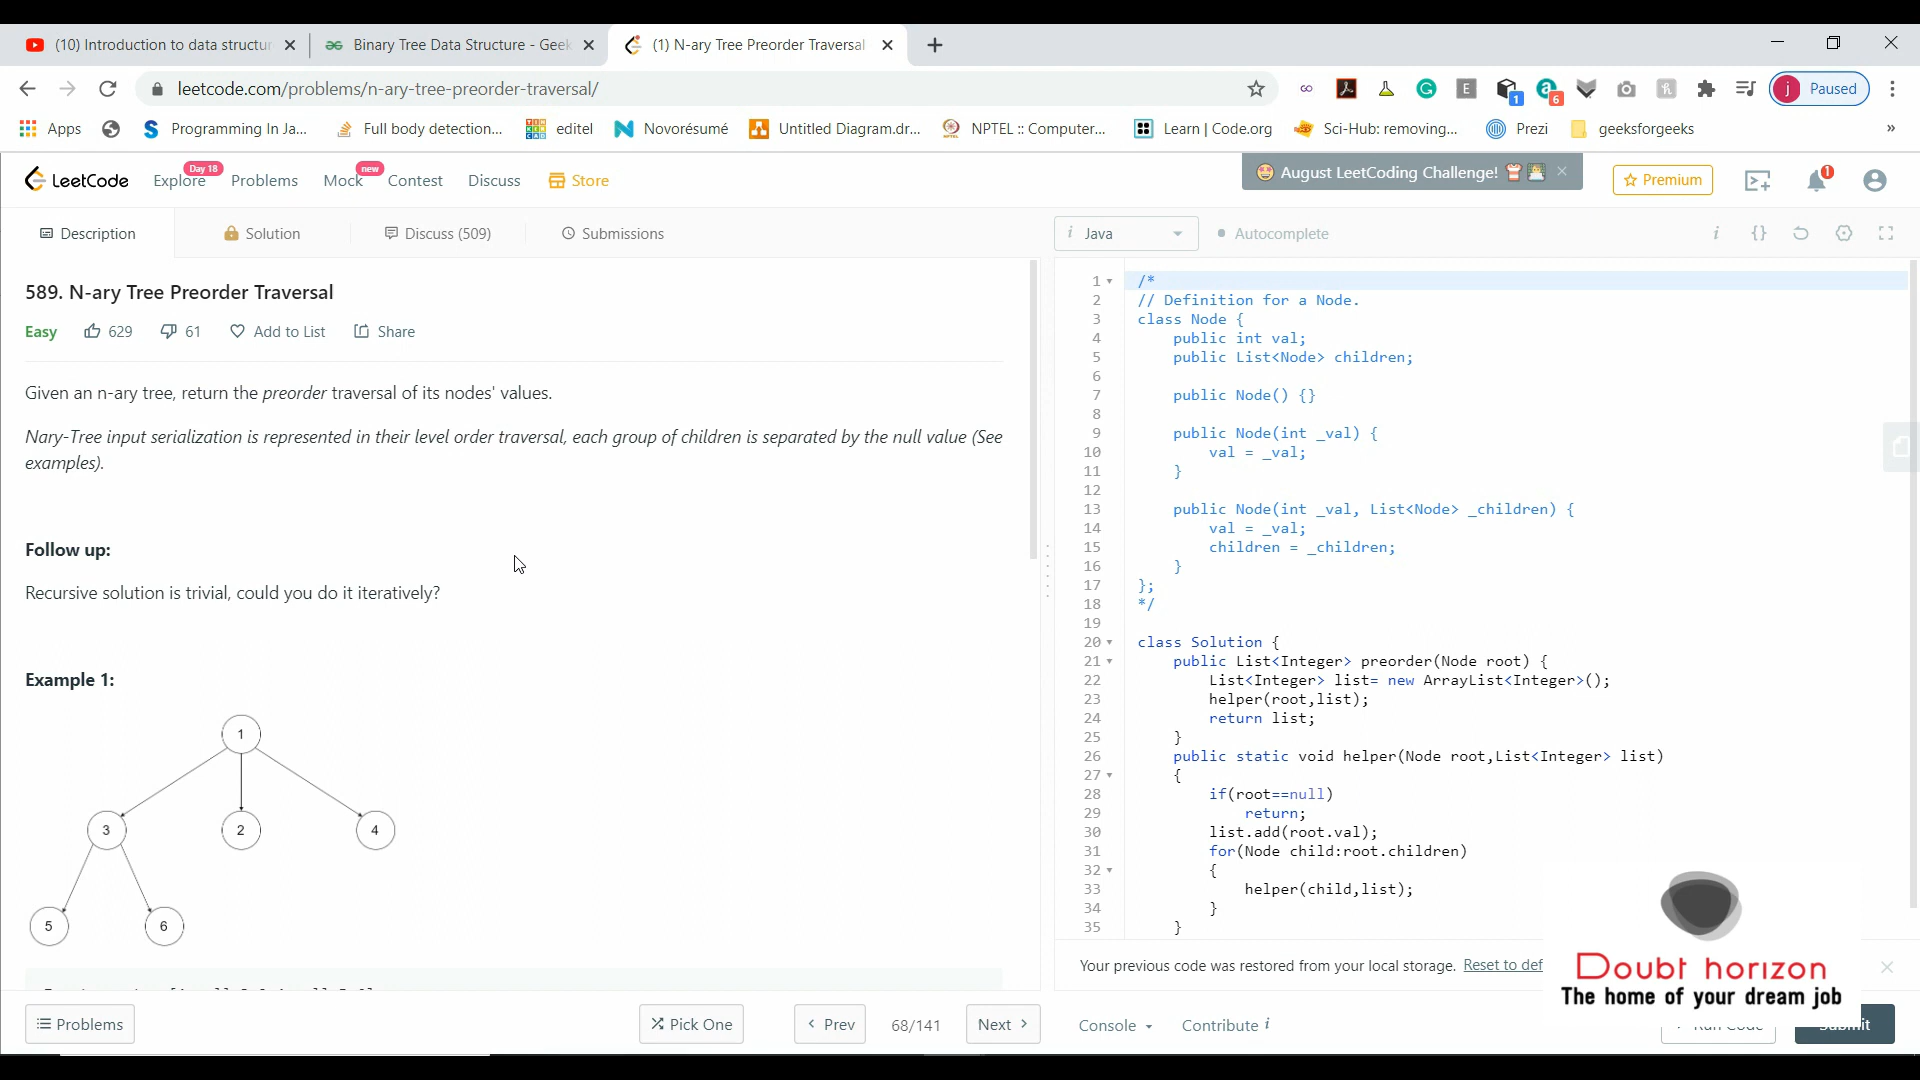 (10) Introduction to data structur
Binary Tree Data Structure - Geek
(1) N-ary Tree Preorder Traversal
leetcode.com/problems/n-ary-tree-preorder-traversal/
E
1
6
j Paused
Apps
Programming In Ja...
Full body detection...
editel
Novorésumé
Untitled Diagram.dr...
NPTEL :: Computer...
Learn | Code.org
Sci-Hub: removing...
Prezi
geeksforgeeks
»
LeetCode
Explore
Day 18
Problems
Mock
new
Contest
Discuss
Store
August LeetCoding Challenge!
Premium
1
Description
Solution
Discuss (509)
Submissions
i Java
Autocomplete
i {}
589. N-ary Tree Preorder Traversal
Easy
629
61
Add to List
Share
Given an n-ary tree, return the preorder traversal of its nodes' values.
Nary-Tree input serialization is represented in their level order traversal, each group of children is separated by the null value (See
examples).
Follow up:
Recursive solution is trivial, could you do it iteratively?
Example 1:
1
3 2 4
5 6
1 /*
2 // Definition for a Node.
3 class Node {
4 public int val;
5 public List<Node> children;
6
7 public Node() {}
8
9 public Node(int _val) {
10 val = _val;
11 }
12
13 public Node(int _val, List<Node> _children) {
14 val = _val;
15 children = _children;
16 }
17 };
18 */
19
20 class Solution {
21 public List<Integer> preorder(Node root) {
22 List<Integer> list= new ArrayList<Integer>();
23 helper(root,list);
24 return list;
25 }
26 public static void helper(Node root,List<Integer> list)
27 {
28 if(root==null)
29 return;
30 list.add(root.val);
31 for(Node child:root.children)
32 {
33 helper(child,list);
34 }
35 }
Your previous code was restored from your local storage. Reset to def
Doubt horizon
The home of your dream job
Problems
Pick One
Prev
68/141
Next
Console
Contribute i